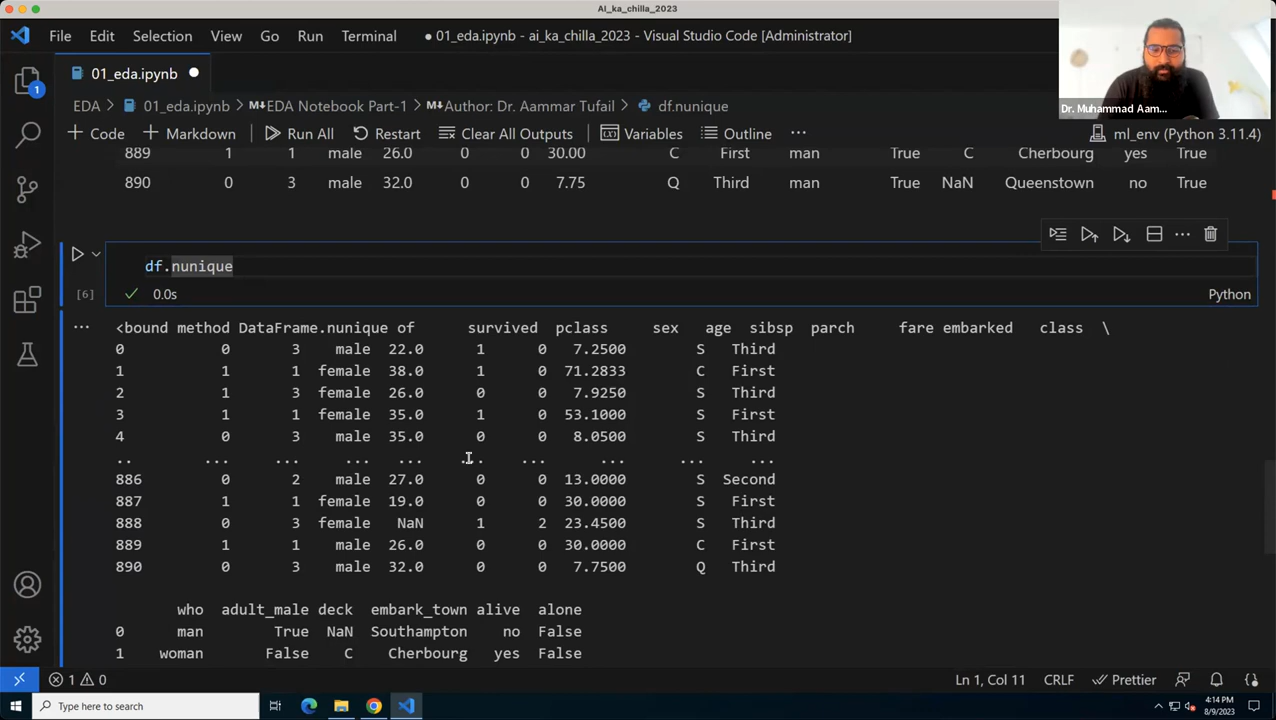 Ai_ka_chilla_2023
File Edit Selection View Go Run Terminal ● 01_eda.ipynb - ai_ka_chilla_2023 - Visual Studio Code [Administrator]
01_eda.ipynb
EDA > 01_eda.ipynb > M↓EDA Notebook Part-1 > M↓Author: Dr. Aammar Tufail > df.nunique
+ Code + Markdown Run All Restart Clear All Outputs Variables Outline ··· ml_env (Python 3.11.4)
Dr. Muhammad Aam...
889 1 1 male 26.0 0 0 30.00 C First man True C Cherbourg yes True
890 0 3 male 32.0 0 0 7.75 Q Third man True NaN Queenstown no True
df.nunique
[6] 0.0s Python
··· <bound method DataFrame.nunique of survived pclass sex age sibsp parch fare embarked class \
0 0 3 male 22.0 1 0 7.2500 S Third
1 1 1 female 38.0 1 0 71.2833 C First
2 1 3 female 26.0 0 0 7.9250 S Third
3 1 1 female 35.0 1 0 53.1000 S First
4 0 3 male 35.0 0 0 8.0500 S Third
.. ... ... ... ... ... ... ... ... ...
886 0 2 male 27.0 0 0 13.0000 S Second
887 1 1 female 19.0 0 0 30.0000 S First
888 0 3 female NaN 1 2 23.4500 S Third
889 1 1 male 26.0 0 0 30.0000 C First
890 0 3 male 32.0 0 0 7.7500 Q Third
who adult_male deck embark_town alive alone
0 man True NaN Southampton no False
1 woman False C Cherbourg yes False
1
1 0 Ln 1, Col 11 CRLF Prettier
Type here to search
4:14 PM
8/9/2023